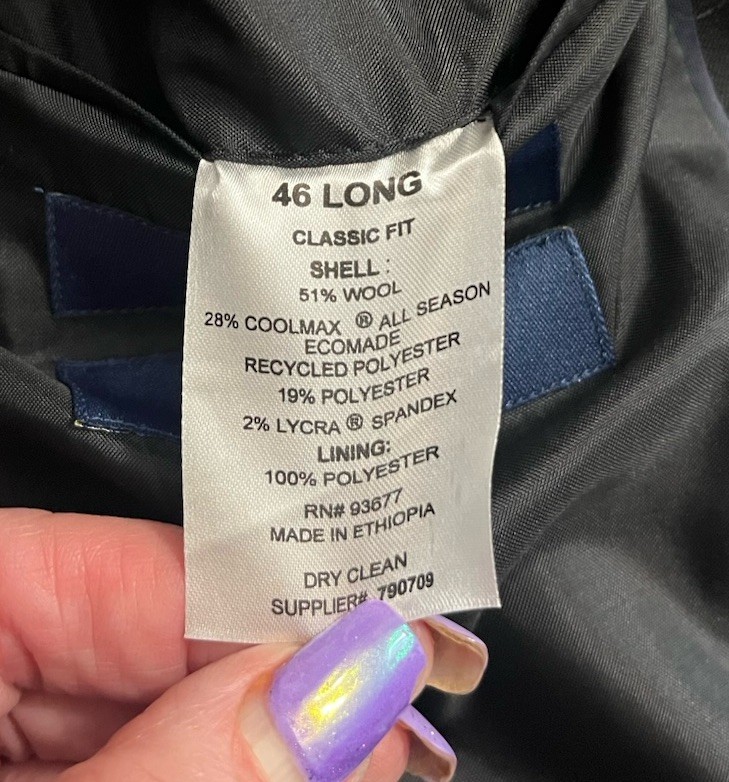 46 LONG
CLASSIC FIT
SHELL:
51% WOOL
28% COOLMAX ® ALL SEASON
ECOMADE
RECYCLED POLYESTER
19% POLYESTER
2% LYCRA ® SPANDEX
LINING:
100% POLYESTER
RN# 93677
MADE IN ETHIOPIA
DRY CLEAN
SUPPLIER# 790709